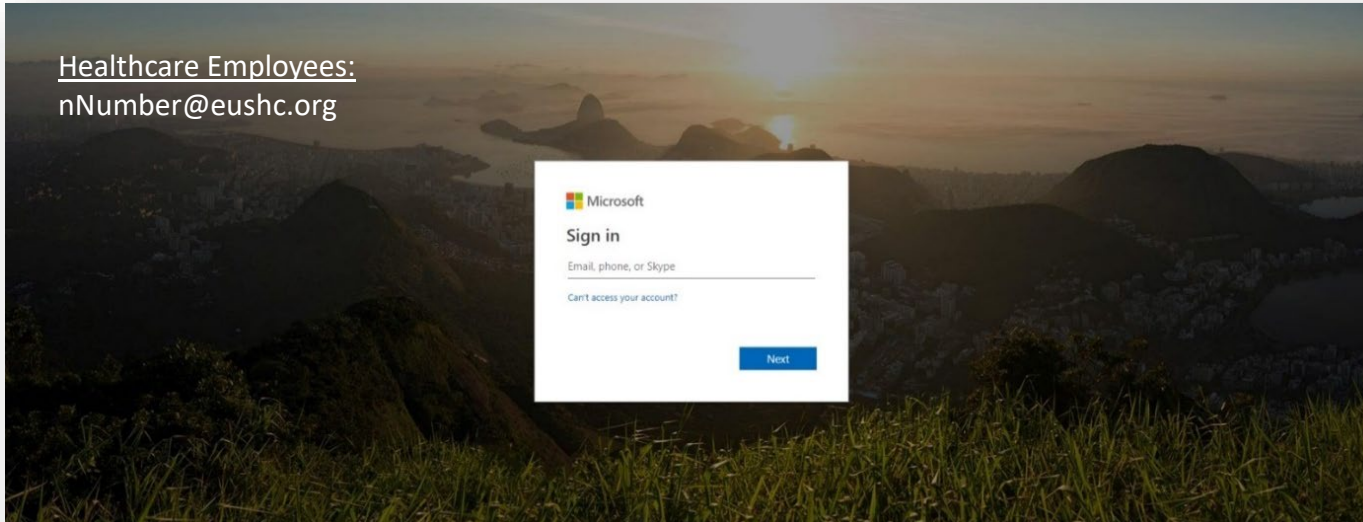 Healthcare Employees:
nNumber@eushc.org
Microsoft
Sign in
Email, phone, or Skype
Can't access your account?
Next